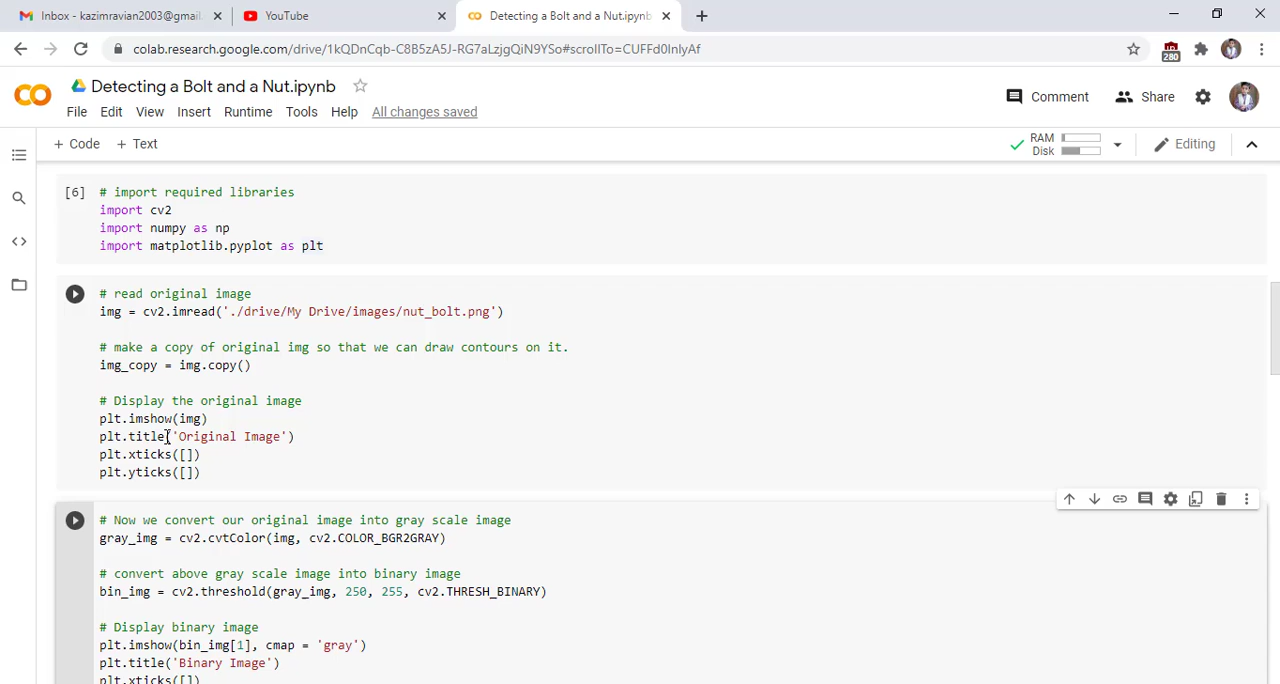 Inbox - kazimravian2003@gmail. YouTube Detecting a Bolt and a Nut.ipynb
colab.research.google.com/drive/1kQDnCqb-C8B5zA5J-RG7aLzjgQiN9YSo#scrollTo=CUFFd0InlyAf
280
Detecting a Bolt and a Nut.ipynb
File Edit View Insert Runtime Tools Help All changes saved
Comment Share
+ Code + Text
RAM
Disk
Editing
[6] # import required libraries
import cv2
import numpy as np
import matplotlib.pyplot as plt
# read original image
img = cv2.imread('./drive/My Drive/images/nut_bolt.png')
# make a copy of original img so that we can draw contours on it.
img_copy = img.copy()
# Display the original image
plt.imshow(img)
plt.title('Original Image')
plt.xticks([])
plt.yticks([])
# Now we convert our original image into gray scale image
gray_img = cv2.cvtColor(img, cv2.COLOR_BGR2GRAY)
# convert above gray scale image into binary image
bin_img = cv2.threshold(gray_img, 250, 255, cv2.THRESH_BINARY)
# Display binary image
plt.imshow(bin_img[1], cmap = 'gray')
plt.title('Binary Image')
plt.xticks([])